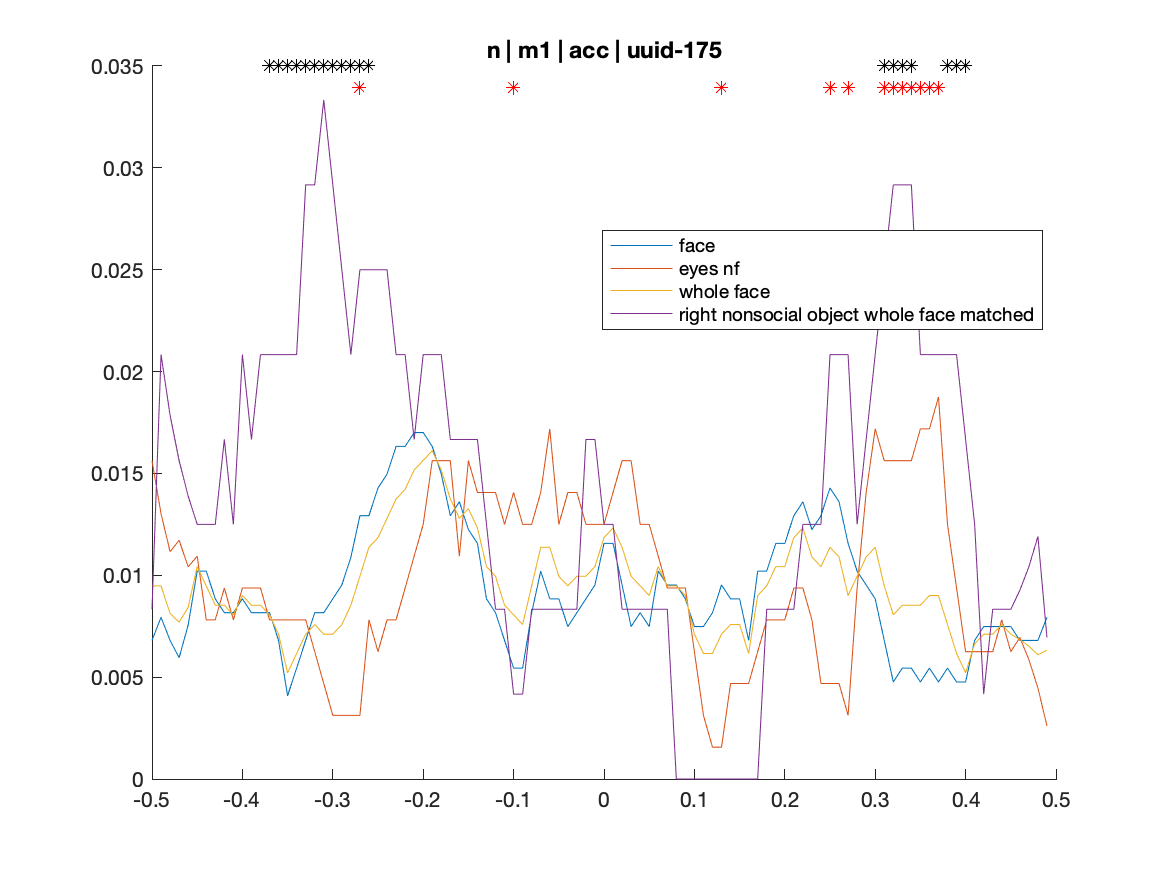 n | m1 | acc | uuid-175
0.035
0.03
0.025
0.02
0.015
0.01
0.005
0
face
eyes nf
whole face
right nonsocial object whole face matched
-0.5 -0.4 -0.3 -0.2 -0.1 0 0.1 0.2 0.3 0.4 0.5